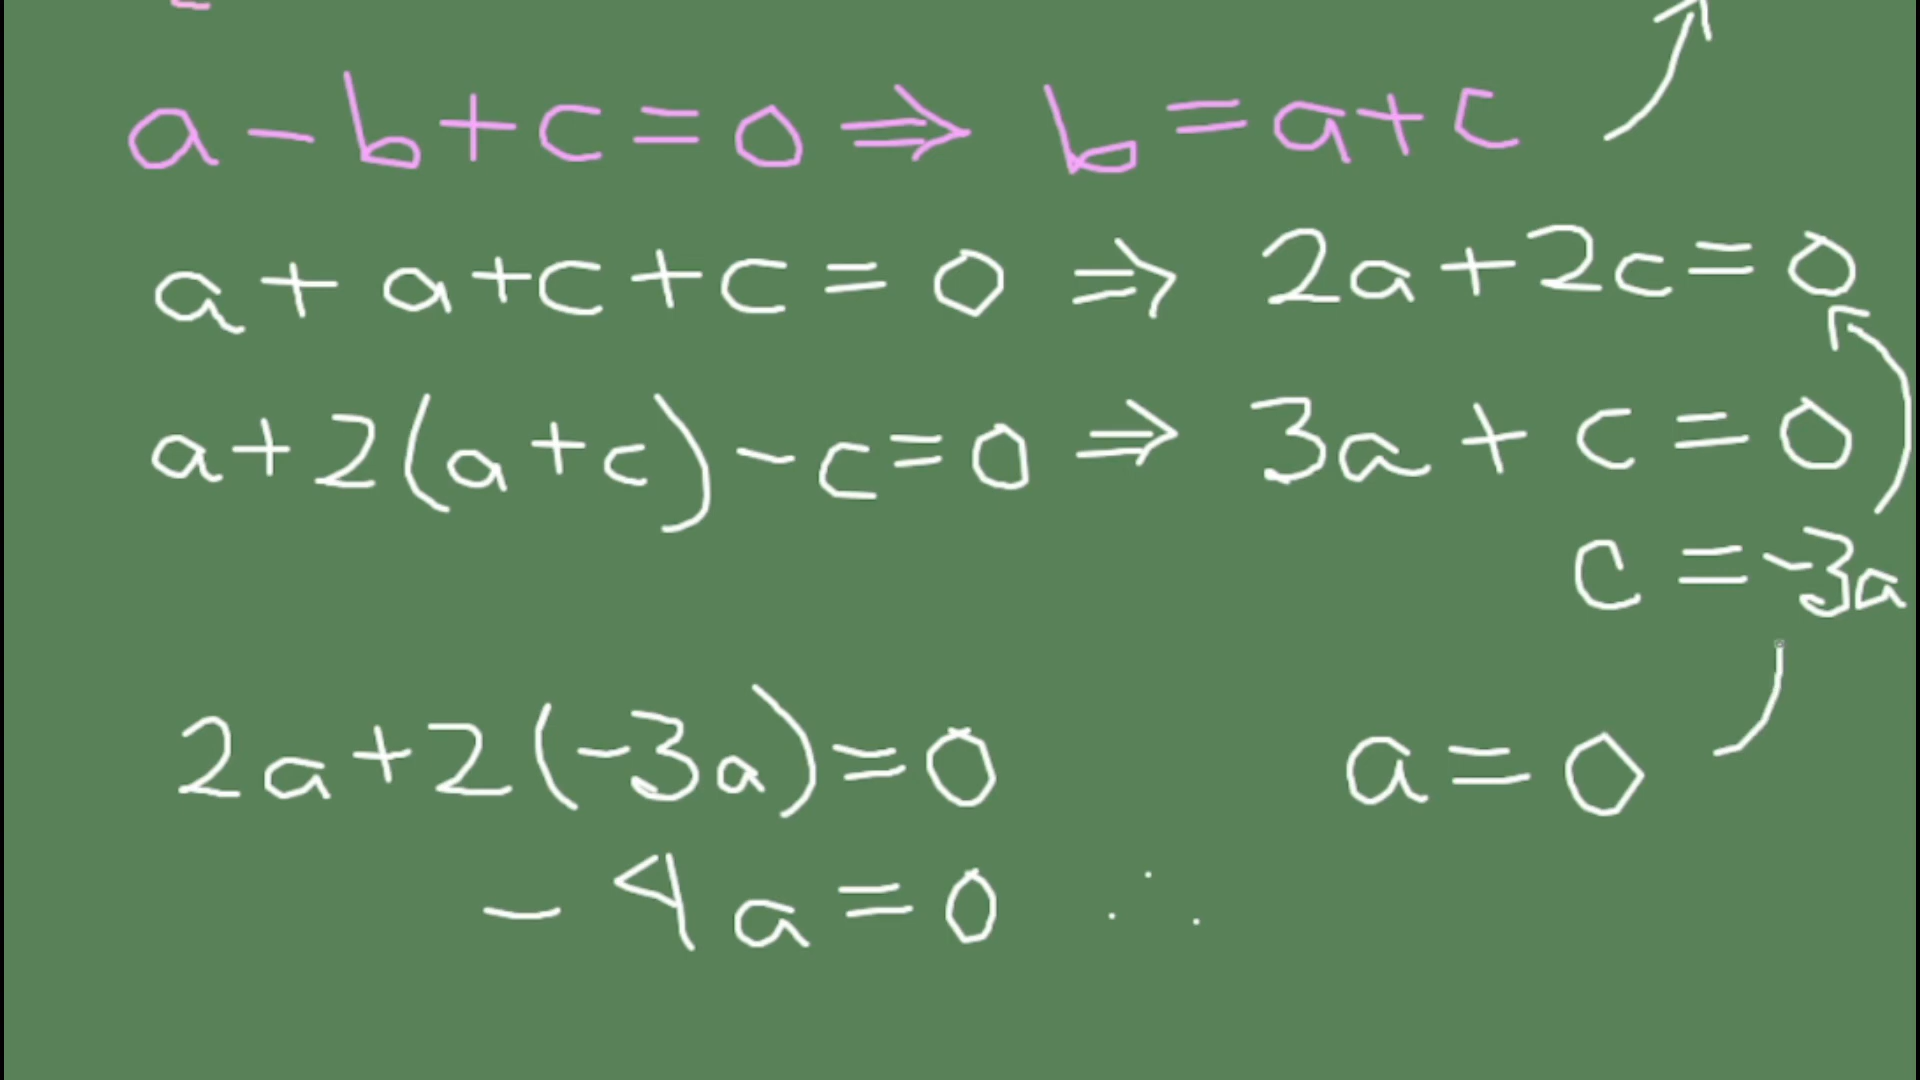 a - b + c = 0 ⇒ b = a + c
a + a + c + c = 0 ⇒ 2a + 2c = 0
a + 2(a + c) - c = 0 ⇒ 3a + c = 0
c = -3a
2a + 2(-3a) = 0 a = 0
- 4a = 0 ∴